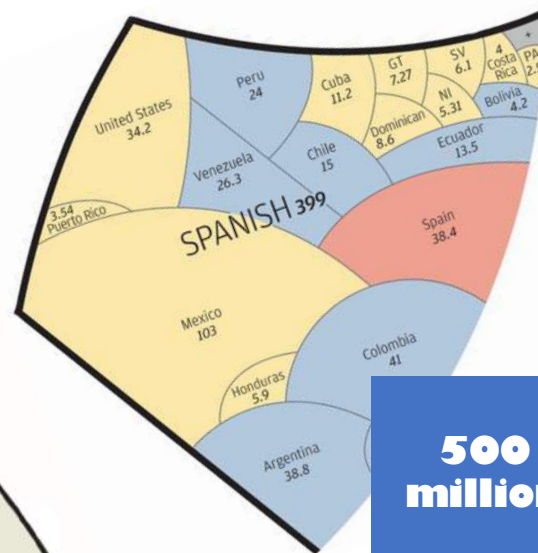 United States
34.2
Peru
24
Cuba
11.2
GT
7.27
SV
6.1
4
Costa
Rica
+
Dominican
8.6
NI
5.31
Bolivia
4.2
Venezuela
26.3
Chile
15
Ecuador
13.5
3.54
Puerto Rico
SPANISH 399
Spain
38.4
Mexico
103
Colombia
41
Honduras
5.9
Argentina
38.8
500
million